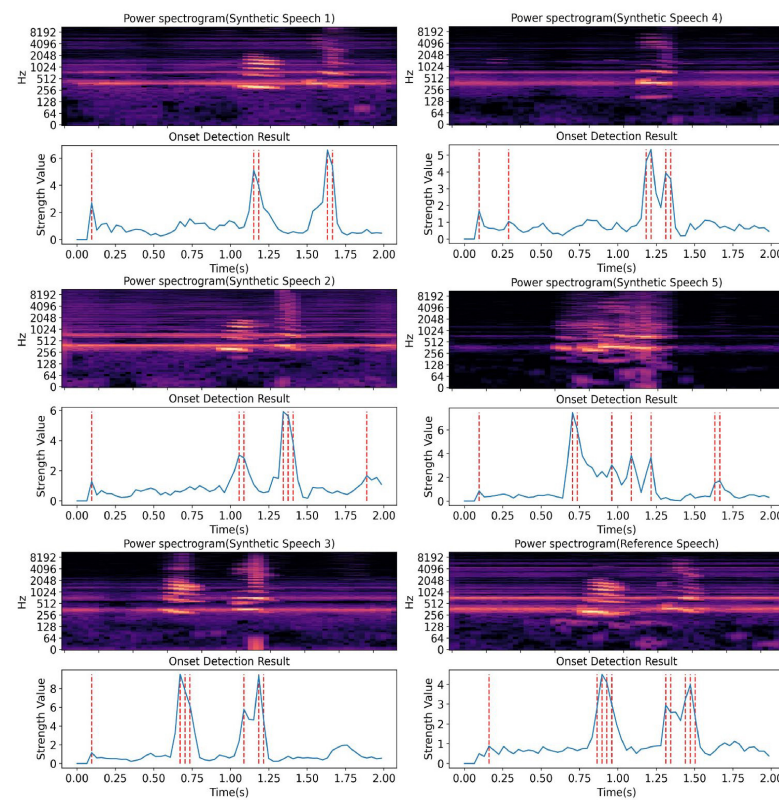 Power spectrogram(Synthetic Speech 1)
8192
4096
2048
1024
512
256
128
64
0
Hz
Onset Detection Result
6
4
2
0
Strength Value
0.00 0.25 0.50 0.75 1.00 1.25 1.50 1.75 2.00
Time(s)
Power spectrogram(Synthetic Speech 4)
8192
4096
2048
1024
512
256
128
64
0
Hz
Onset Detection Result
5
4
3
2
1
0
Strength Value
0.00 0.25 0.50 0.75 1.00 1.25 1.50 1.75 2.00
Time(s)
Power spectrogram(Synthetic Speech 2)
8192
4096
2048
1024
512
256
128
64
0
Hz
Onset Detection Result
6
4
2
0
Strength Value
0.00 0.25 0.50 0.75 1.00 1.25 1.50 1.75 2.00
Time(s)
Power spectrogram(Synthetic Speech 5)
8192
4096
2048
1024
512
256
128
64
0
Hz
Onset Detection Result
6
4
2
0
Strength Value
0.00 0.25 0.50 0.75 1.00 1.25 1.50 1.75 2.00
Time(s)
Power spectrogram(Synthetic Speech 3)
8192
4096
2048
1024
512
256
128
64
0
Hz
Onset Detection Result
8
6
4
2
0
Strength Value
0.00 0.25 0.50 0.75 1.00 1.25 1.50 1.75 2.00
Time(s)
Power spectrogram(Reference Speech)
8192
4096
2048
1024
512
256
128
64
0
Hz
Onset Detection Result
4
3
2
1
0
Strength Value
0.00 0.25 0.50 0.75 1.00 1.25 1.50 1.75 2.00
Time(s)